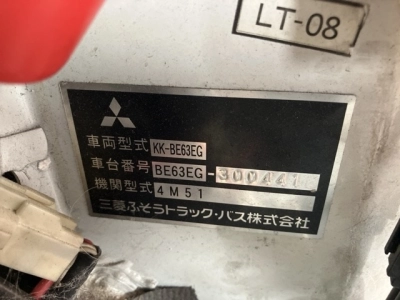 LT-08
車両型式 KK-BE63EG
車台番号 BE63EG-300441
機関型式 4M51
三菱ふそうトラック・バス株式会社